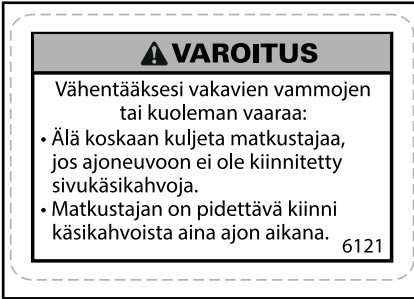 VAROITUS
Vähentääksesi vakavien vammojen
tai kuoleman vaaraa:
• Älä koskaan kuljeta matkustajaa,
jos ajoneuvoon ei ole kiinnitetty
sivukäsikahvoja.
• Matkustajan on pidettävä kiinni
käsikahvoista aina ajon aikana.
6121